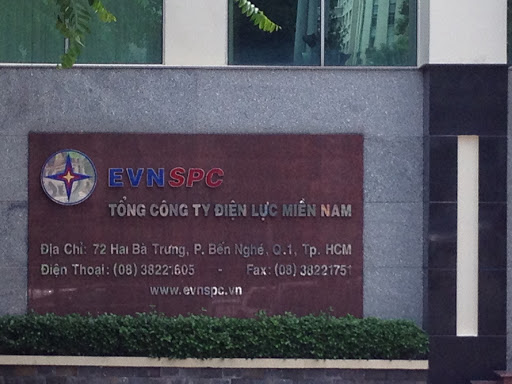 EVNSPC
TỔNG CÔNG TY ĐIỆN LỰC MIỀN NAM
Địa Chỉ: 72 Hai Bà Trưng, P. Bến Nghé, Q.1, Tp. HCM
Điện Thoại: (08) 38221605 - Fax: (08) 38221751
www.evnspc.vn